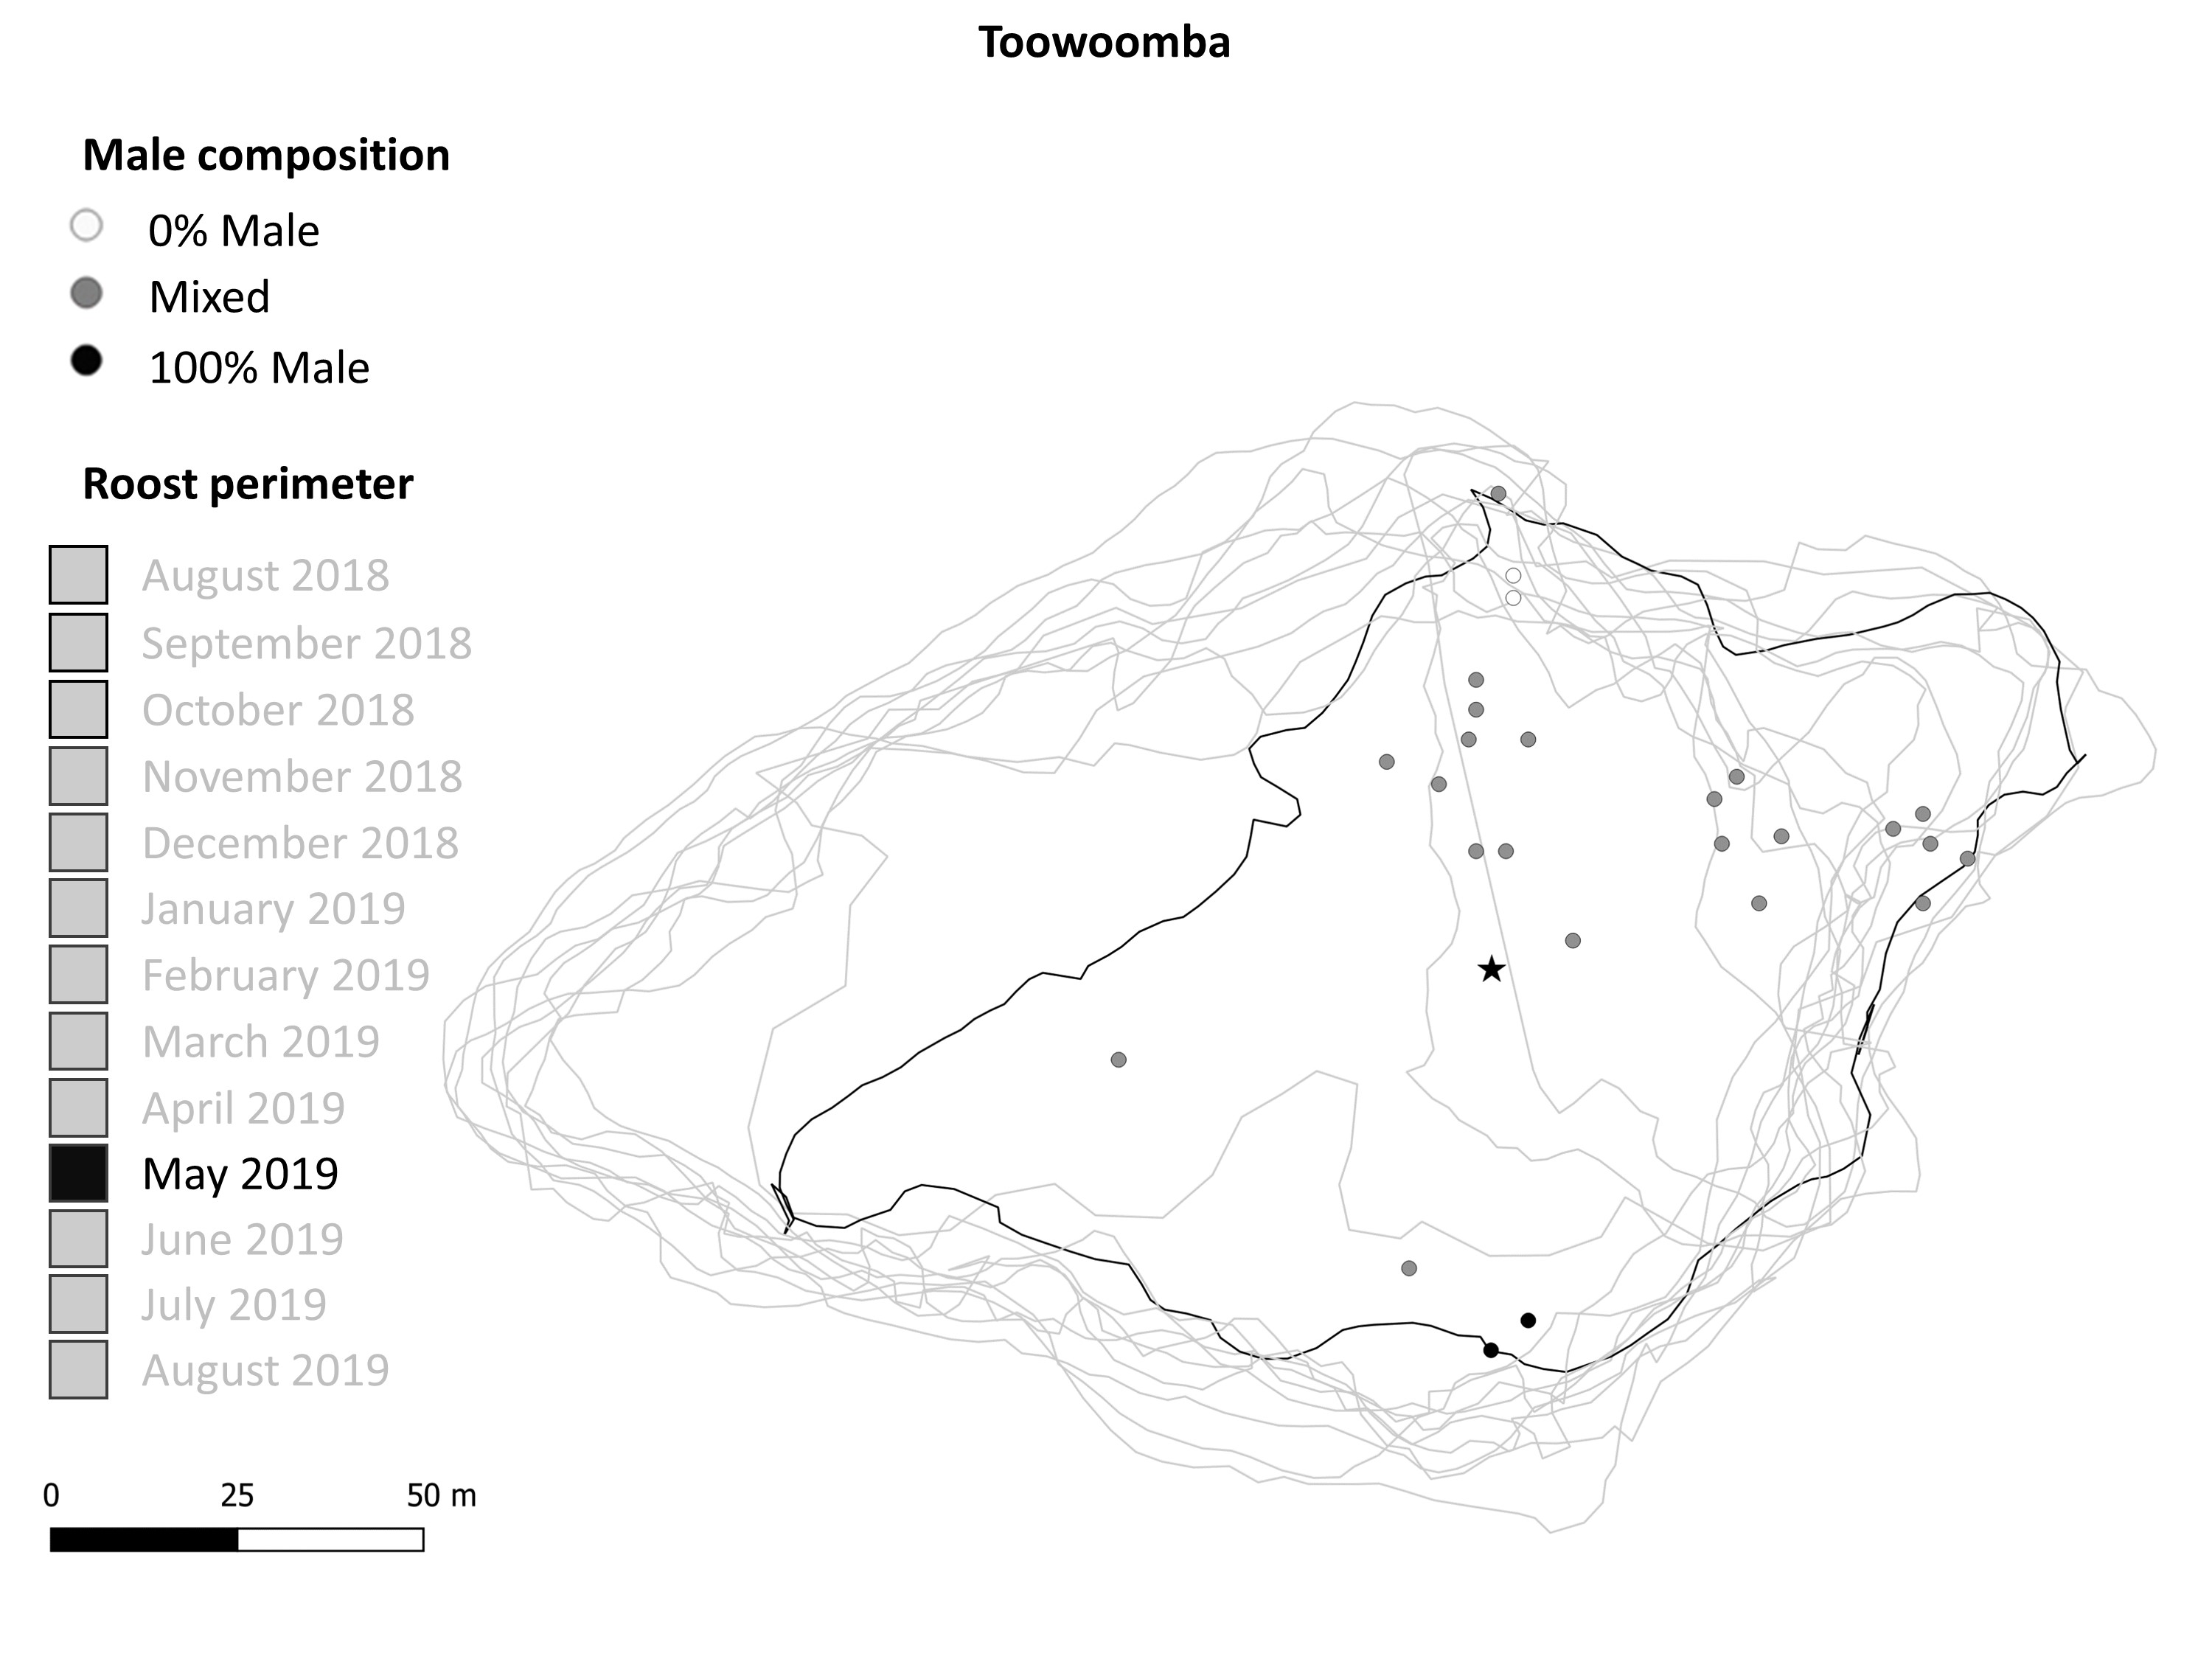 Toowoomba
Male composition
0% Male
Mixed
100% Male
Roost perimeter
August 2018
September 2018
October 2018
November 2018
December 2018
January 2019
February 2019
March 2019
April 2019
May 2019
June 2019
July 2019
August 2019
0 25 50 m